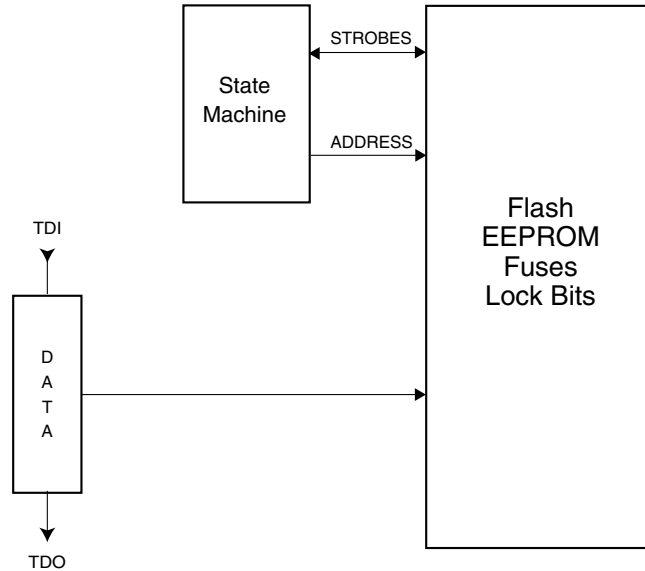 STROBES
State
Machine
ADDRESS
Flash
EEPROM
Fuses
Lock Bits
TDI
D
A
T
A
TDO